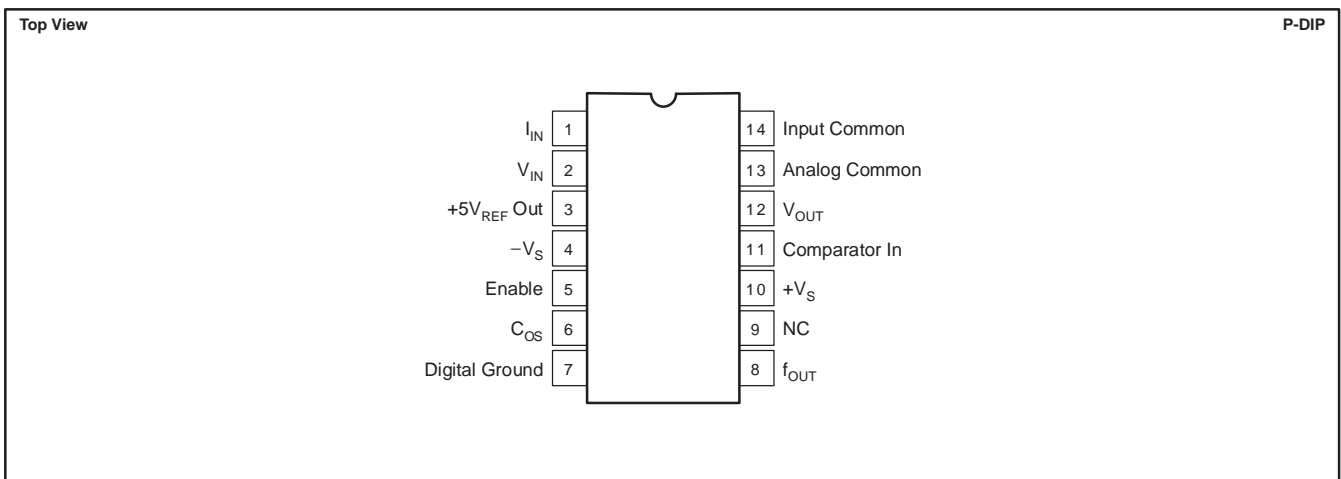 Top View P-DIP
I_IN 1 14 Input Common
V_IN 2 13 Analog Common
+5V_REF Out 3 12 V_OUT
−V_S 4 11 Comparator In
Enable 5 10 +V_S
C_OS 6 9 NC
Digital Ground 7 8 f_OUT